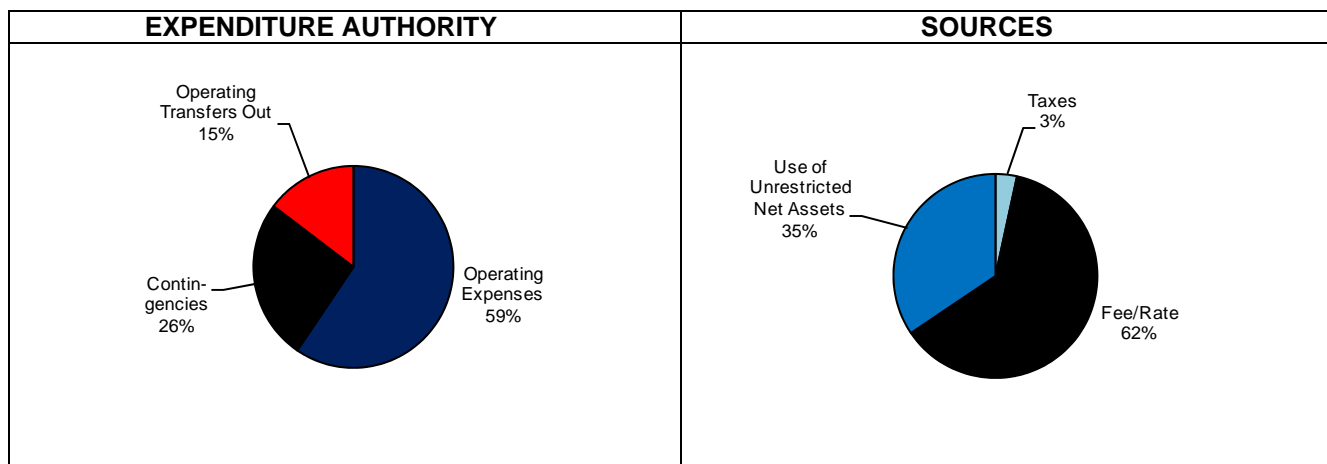 EXPENDITURE AUTHORITY
Operating
Transfers Out
15%
Contin-
gencies
26%
Operating
Expenses
59%
SOURCES
Taxes
3%
Use of
Unrestricted
Net Assets
35%
Fee/Rate
62%